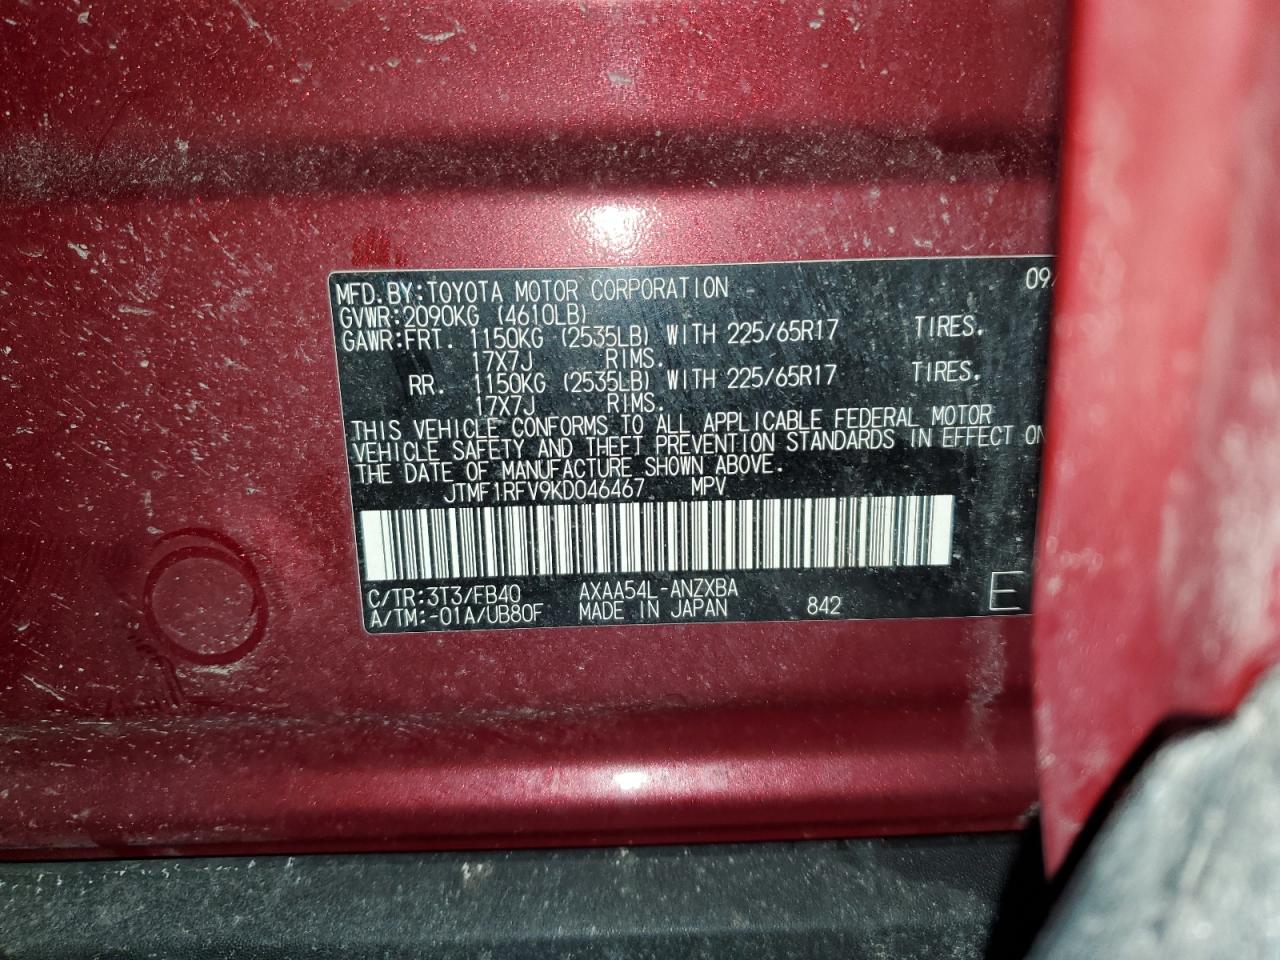 MFD.BY:TOYOTA MOTOR CORPORATION 09/
GVWR:2090KG (4610LB)
GAWR:FRT. 1150KG (2535LB) WITH 225/65R17 TIRES.
17X7J RIMS.
RR. 1150KG (2535LB) WITH 225/65R17 TIRES.
17X7J RIMS.
THIS VEHICLE CONFORMS TO ALL APPLICABLE FEDERAL MOTOR
VEHICLE SAFETY AND THEFT PREVENTION STANDARDS IN EFFECT ON
THE DATE OF MANUFACTURE SHOWN ABOVE.
JTMF1RFV9KD046467 MPV
C/TR:3T3/FB40 AXAA54L-ANZXBA
A/TM:-01A/UB80F MADE IN JAPAN 842 E